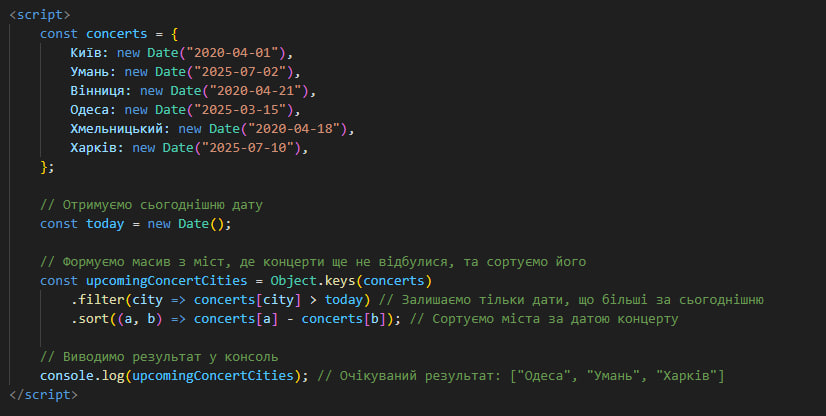 <script>
const concerts = {
Київ: new Date("2020-04-01"),
Умань: new Date("2025-07-02"),
Вінниця: new Date("2020-04-21"),
Одеса: new Date("2025-03-15"),
Хмельницький: new Date("2020-04-18"),
Харків: new Date("2025-07-10"),
};
// Отримуємо сьогоднішню дату
const today = new Date();
// Формуємо масив з міст, де концерти ще не відбулися, та сортуємо його
const upcomingConcertCities = Object.keys(concerts)
.filter(city => concerts[city] > today) // Залишаємо тільки дати, що більші за сьогоднішню
.sort((a, b) => concerts[a] - concerts[b]); // Сортуємо міста за датою концерту
// Виводимо результат у консоль
console.log(upcomingConcertCities); // Очікуваний результат: ["Одеса", "Умань", "Харків"]
</script>